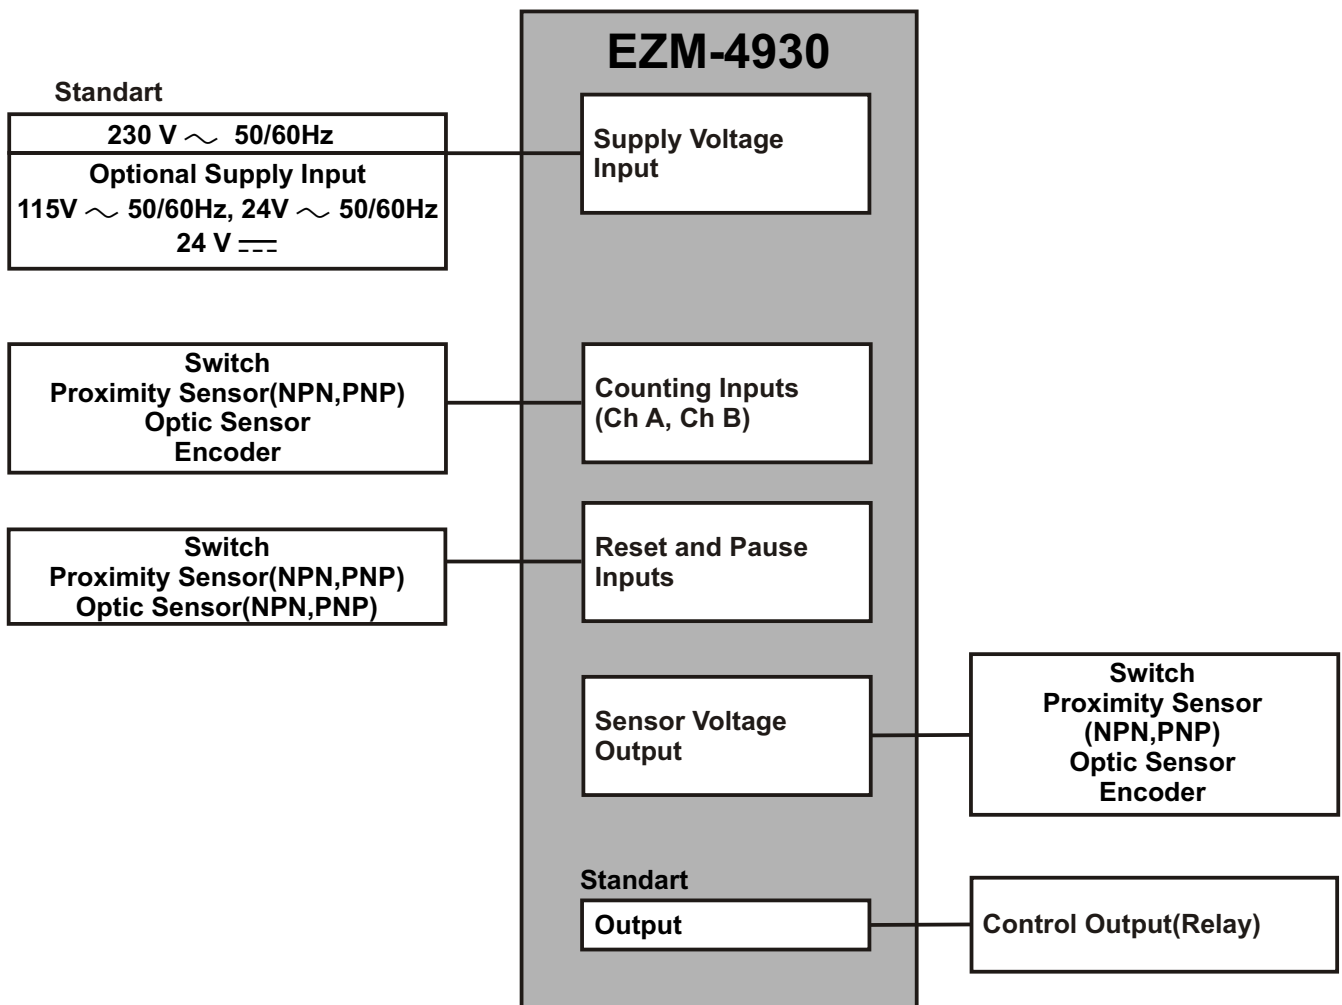 EZM-4930
Standart
230 V ~ 50/60Hz
Optional Supply Input
115V ~ 50/60Hz, 24V ~ 50/60Hz
24 V ⎓
Supply Voltage
Input
Switch
Proximity Sensor(NPN,PNP)
Optic Sensor
Encoder
Counting Inputs
(Ch A, Ch B)
Switch
Proximity Sensor(NPN,PNP)
Optic Sensor(NPN,PNP)
Reset and Pause
Inputs
Sensor Voltage
Output
Switch
Proximity Sensor
(NPN,PNP)
Optic Sensor
Encoder
Standart
Output
Control Output(Relay)